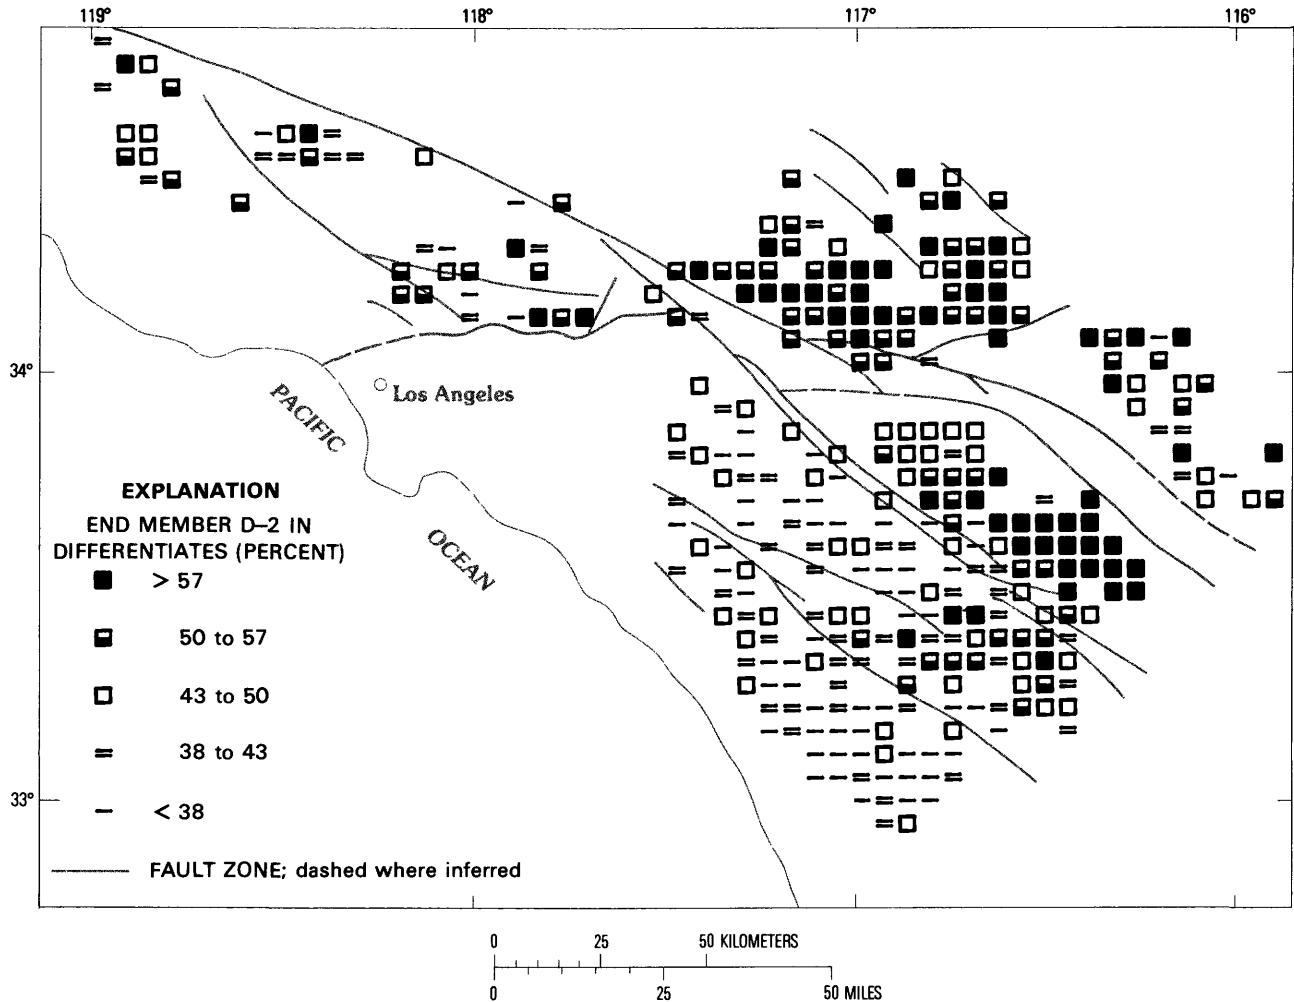 119° 118° 117° 116°
34°
Los Angeles
PACIFIC
OCEAN
EXPLANATION
END MEMBER D–2 IN
DIFFERENTIATES (PERCENT)
> 57
50 to 57
43 to 50
38 to 43
< 38
33°
FAULT ZONE; dashed where inferred
0 25 50 KILOMETERS
0 25 50 MILES